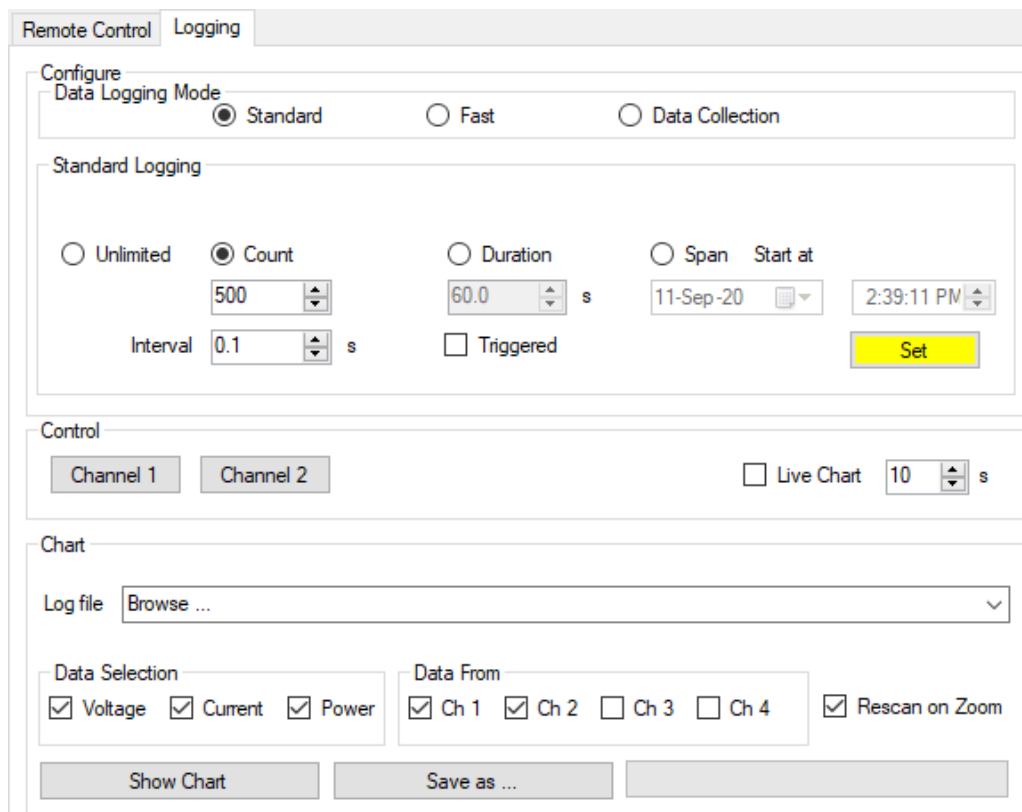 Remote Control Logging
Configure
Data Logging Mode
Standard Fast Data Collection
Standard Logging
Unlimited Count Duration Span Start at
500 60.0 s 11-Sep-20 2:39:11 PM
Interval 0.1 s Triggered Set
Control
Channel 1 Channel 2 Live Chart 10 s
Chart
Log file Browse ...
Data Selection Data From
Voltage Current Power Ch 1 Ch 2 Ch 3 Ch 4 Rescan on Zoom
Show Chart Save as ...